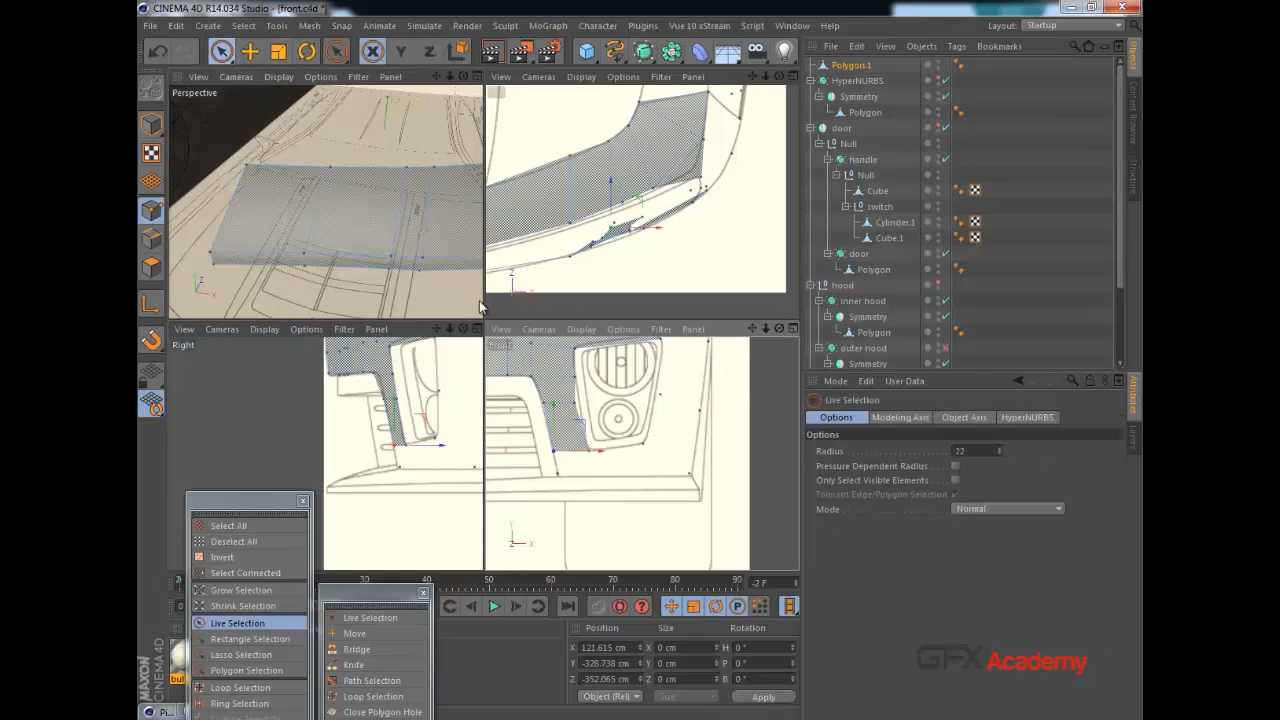 CINEMA 4D R14.034 Studio - [front.c4d *]
File Edit Create Select Tools Mesh Snap Animate Simulate Render Sculpt MoGraph Character Plugins Vue 10 xStream Script Window Help
Layout: Startup
View Cameras Display Options Filter Panel
Perspective
View Cameras Display Options Filter Panel
View Cameras Display Options Filter Panel
Right
View Cameras Display Options Filter Panel
File Edit View Objects Tags Bookmarks
Polygon.1
HyperNURBS
Symmetry
Polygon
door
Null
handle
Null
Cube
switch
Cylinder.1
Cube.1
door
Polygon
hood
inner hood
Symmetry
Polygon
outer hood
Symmetry
Content Browser
Structure
Attributes
Layers
Mode Edit User Data
Live Selection
Options Modeling Axis Object Axis HyperNURBS
Options
Radius 22
Pressure Dependent Radius
Only Select Visible Elements
Tolerant Edge/Polygon Selection
Mode Normal
Select All
Deselect All
Invert
Select Connected
Grow Selection
Shrink Selection
Live Selection
Rectangle Selection
Lasso Selection
Polygon Selection
Loop Selection
Ring Selection
Live Selection
Move
Bridge
Knife
Path Selection
Loop Selection
Close Polygon Hole
30 40 50 60 70 80 90 -2 F
Position Size Rotation
X 121.615 cm X 0 cm H 0 °
Y -328.738 cm Y 0 cm P 0 °
Z -352.065 cm Z 0 cm B 0 °
Object (Rel) Size Apply
MAXON CINEMA 4D
GFX Academy